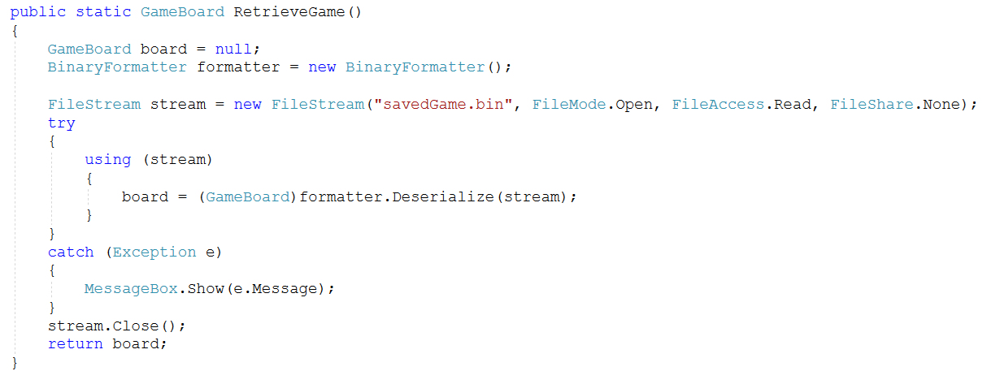 public static GameBoard RetrieveGame()
{
    GameBoard board = null;
    BinaryFormatter formatter = new BinaryFormatter();

    FileStream stream = new FileStream("savedGame.bin", FileMode.Open, FileAccess.Read, FileShare.None);
    try
    {
        using (stream)
        {
            board = (GameBoard)formatter.Deserialize(stream);
        }
    }
    catch (Exception e)
    {
        MessageBox.Show(e.Message);
    }
    stream.Close();
    return board;
}